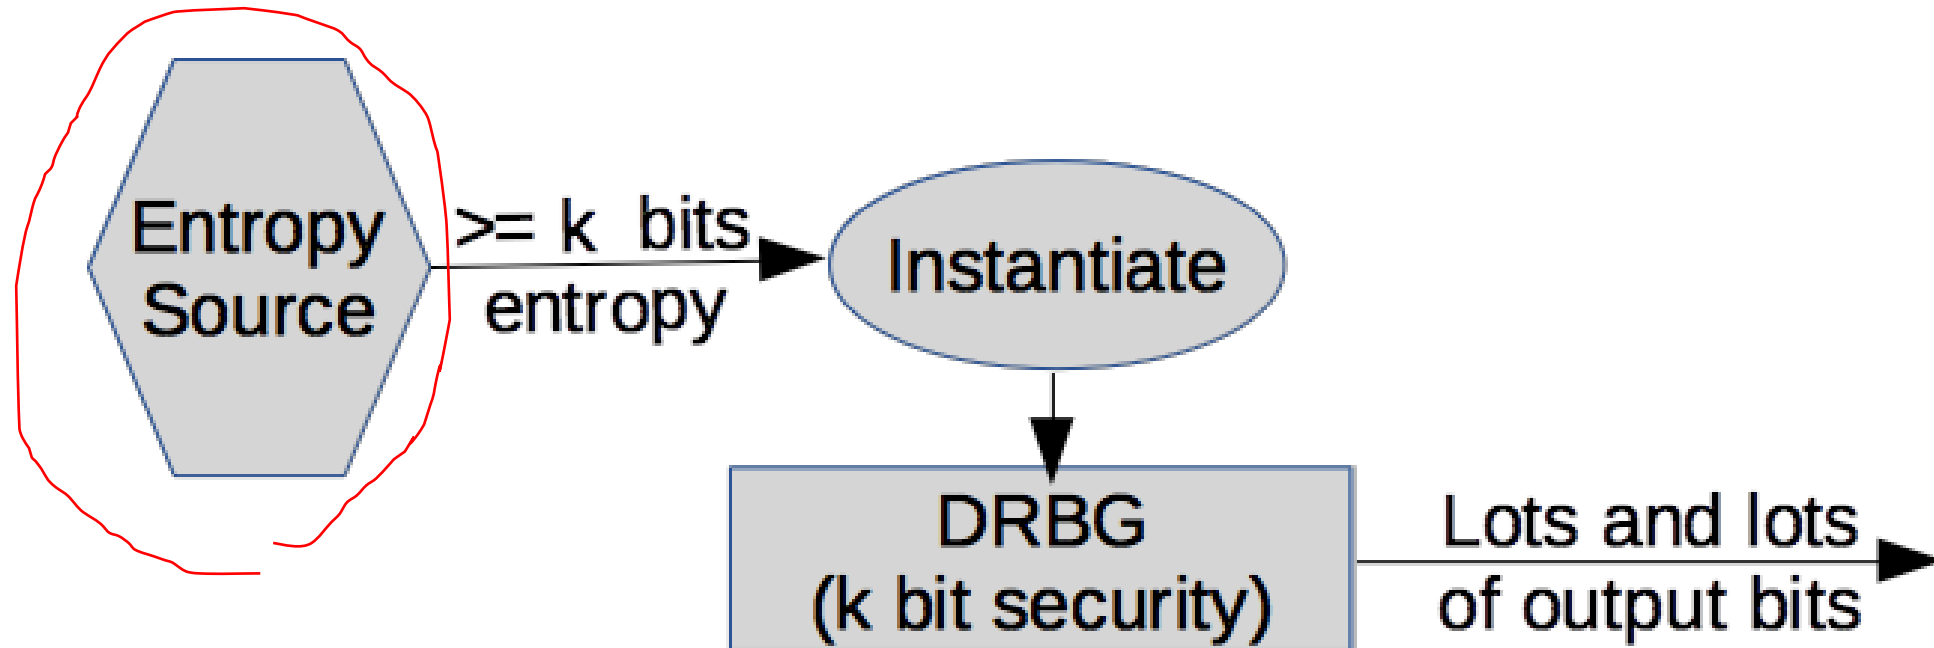 Entropy
Source
>= k  bits
entropy
Instantiate
DRBG
(k bit security)
Lots and lots
of output bits